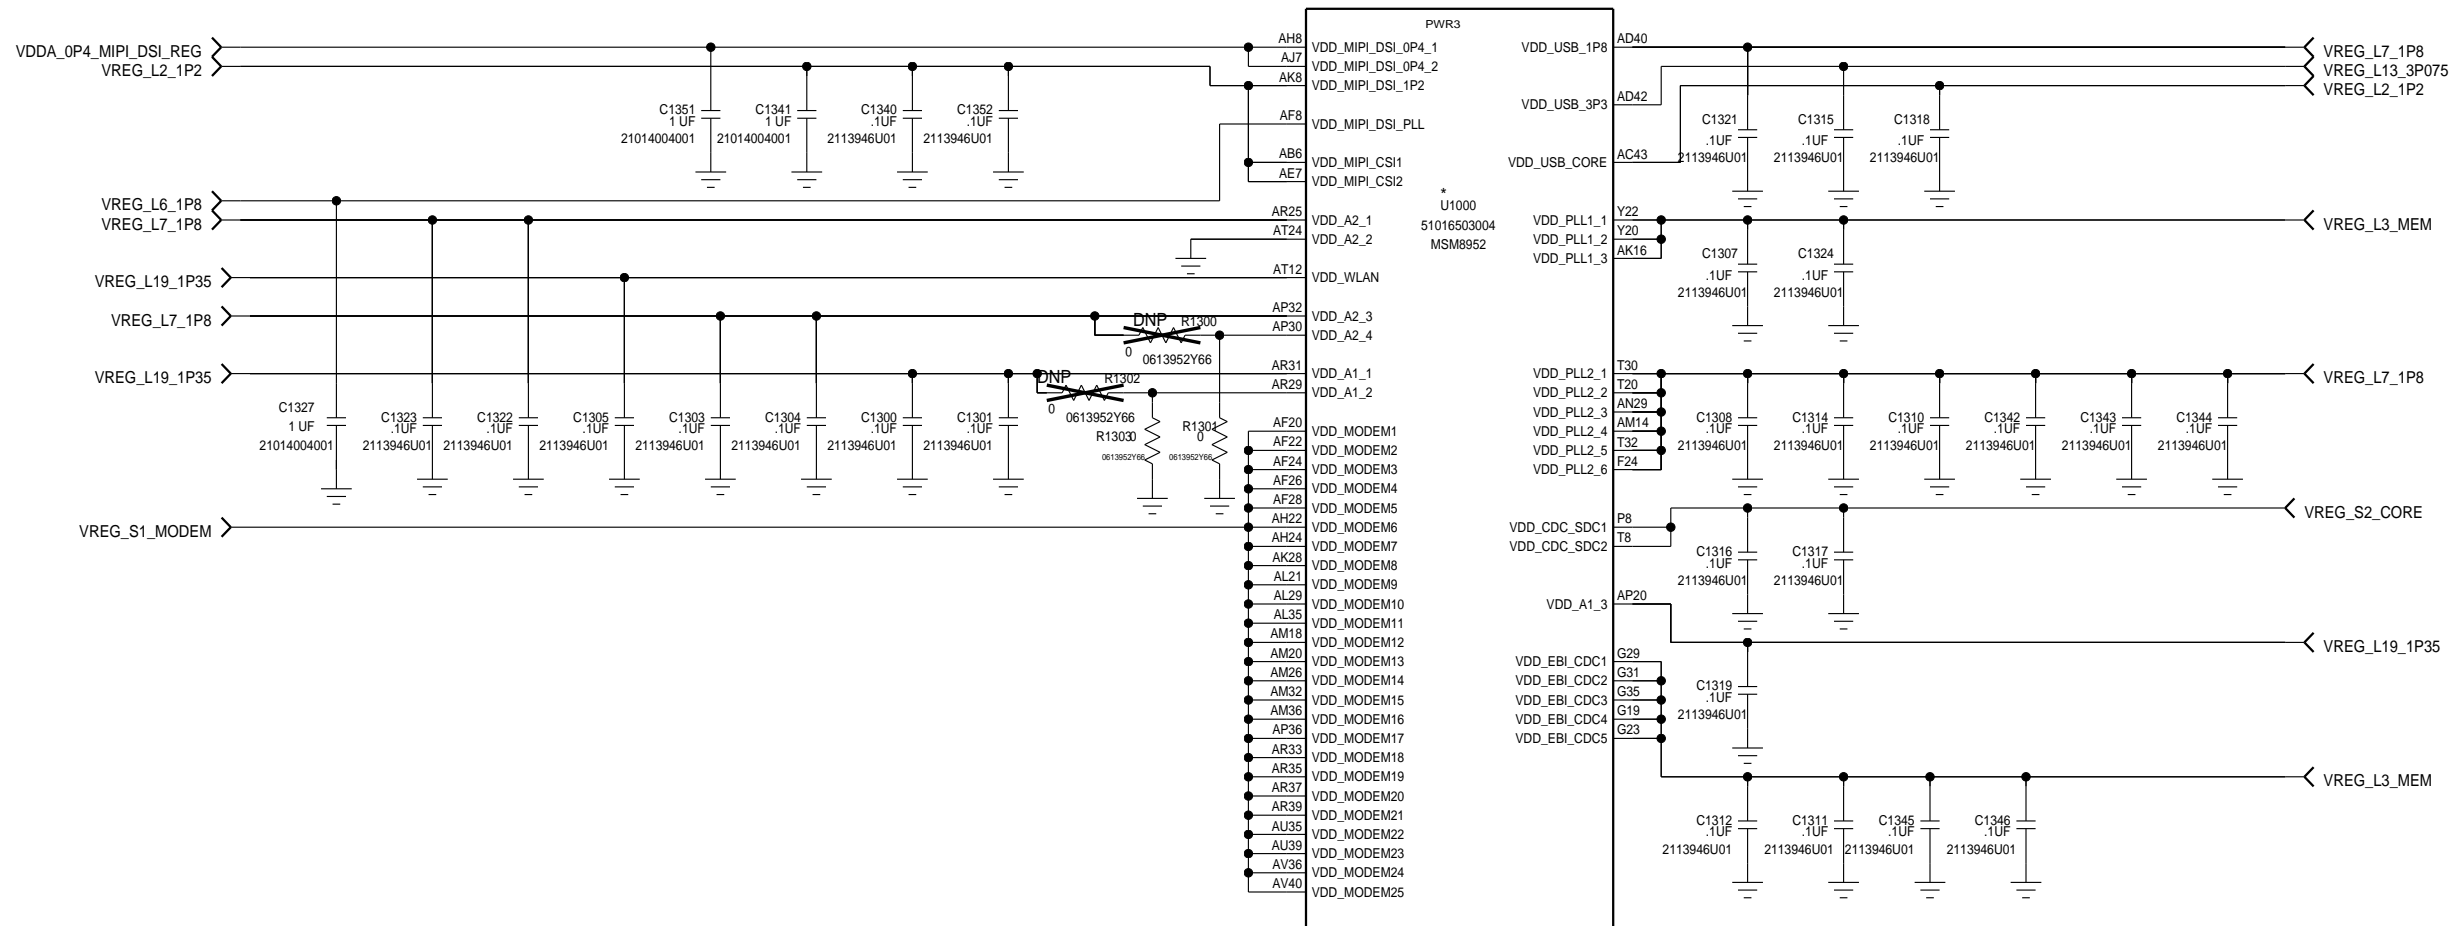 PWR3
VDDA_0P4_MIPI_DSI_REG
VREG_L2_1P2
C1351
1 UF
21014004001
C1341
1 UF
21014004001
C1340
.1UF
2113946U01
C1352
.1UF
2113946U01
VREG_L6_1P8
VREG_L7_1P8
VREG_L19_1P35
VREG_L7_1P8
VREG_L19_1P35
DNP
R1300
0
0613952Y66
DNP
R1302
0
0613952Y66
C1327
1 UF
21014004001
C1323
.1UF
2113946U01
C1322
.1UF
2113946U01
C1305
.1UF
2113946U01
C1303
.1UF
2113946U01
C1304
.1UF
2113946U01
C1300
.1UF
2113946U01
C1301
.1UF
2113946U01
R1303
0
0613952Y66
R1301
0
0613952Y66
VREG_S1_MODEM
AH8 VDD_MIPI_DSI_0P4_1
AJ7 VDD_MIPI_DSI_0P4_2
AK8 VDD_MIPI_DSI_1P2
AF8 VDD_MIPI_DSI_PLL
AB6 VDD_MIPI_CSI1
AE7 VDD_MIPI_CSI2
AR25 VDD_A2_1
AT24 VDD_A2_2
AT12 VDD_WLAN
AP32 VDD_A2_3
AP30 VDD_A2_4
AR31 VDD_A1_1
AR29 VDD_A1_2
AF20 VDD_MODEM1
AF22 VDD_MODEM2
AF24 VDD_MODEM3
AF26 VDD_MODEM4
AF28 VDD_MODEM5
AH22 VDD_MODEM6
AH24 VDD_MODEM7
AK28 VDD_MODEM8
AL21 VDD_MODEM9
AL29 VDD_MODEM10
AL35 VDD_MODEM11
AM18 VDD_MODEM12
AM20 VDD_MODEM13
AM26 VDD_MODEM14
AM32 VDD_MODEM15
AM36 VDD_MODEM16
AP36 VDD_MODEM17
AR33 VDD_MODEM18
AR35 VDD_MODEM19
AR37 VDD_MODEM20
AR39 VDD_MODEM21
AU35 VDD_MODEM22
AU39 VDD_MODEM23
AV36 VDD_MODEM24
AV40 VDD_MODEM25
*
U1000
51016503004
MSM8952
VDD_USB_1P8 AD40
VDD_USB_3P3 AD42
VDD_USB_CORE AC43
VDD_PLL1_1 Y22
VDD_PLL1_2 Y20
VDD_PLL1_3 AK16
VDD_PLL2_1 T30
VDD_PLL2_2 T20
VDD_PLL2_3 AN29
VDD_PLL2_4 AM14
VDD_PLL2_5 T32
VDD_PLL2_6 F24
VDD_CDC_SDC1 P8
VDD_CDC_SDC2 T8
VDD_A1_3 AP20
VDD_EBI_CDC1 G29
VDD_EBI_CDC2 G31
VDD_EBI_CDC3 G35
VDD_EBI_CDC4 G19
VDD_EBI_CDC5 G23
VREG_L7_1P8
VREG_L13_3P075
VREG_L2_1P2
C1321
.1UF
2113946U01
C1315
.1UF
2113946U01
C1318
.1UF
2113946U01
VREG_L3_MEM
C1307
.1UF
2113946U01
C1324
.1UF
2113946U01
VREG_L7_1P8
C1308
.1UF
2113946U01
C1314
.1UF
2113946U01
C1310
.1UF
2113946U01
C1342
.1UF
2113946U01
C1343
.1UF
2113946U01
C1344
.1UF
2113946U01
VREG_S2_CORE
C1316
.1UF
2113946U01
C1317
.1UF
2113946U01
VREG_L19_1P35
C1319
.1UF
2113946U01
VREG_L3_MEM
C1312
.1UF
2113946U01
C1311
.1UF
2113946U01
C1345
.1UF
2113946U01
C1346
.1UF
2113946U01